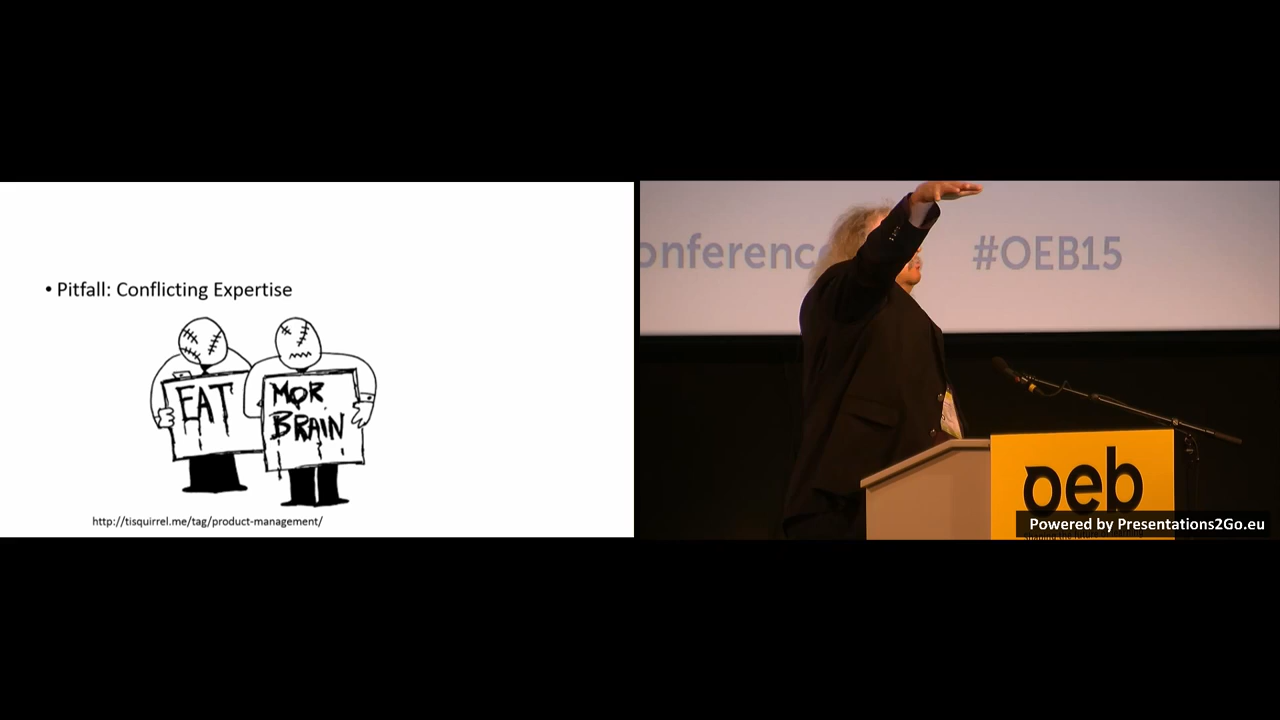 • Pitfall: Conflicting Expertise
EAT
MOR
BRAIN
http://tisquirrel.me/tag/product-management/
onferenc
#OEB15
oeb
Powered by Presentations2Go.eu